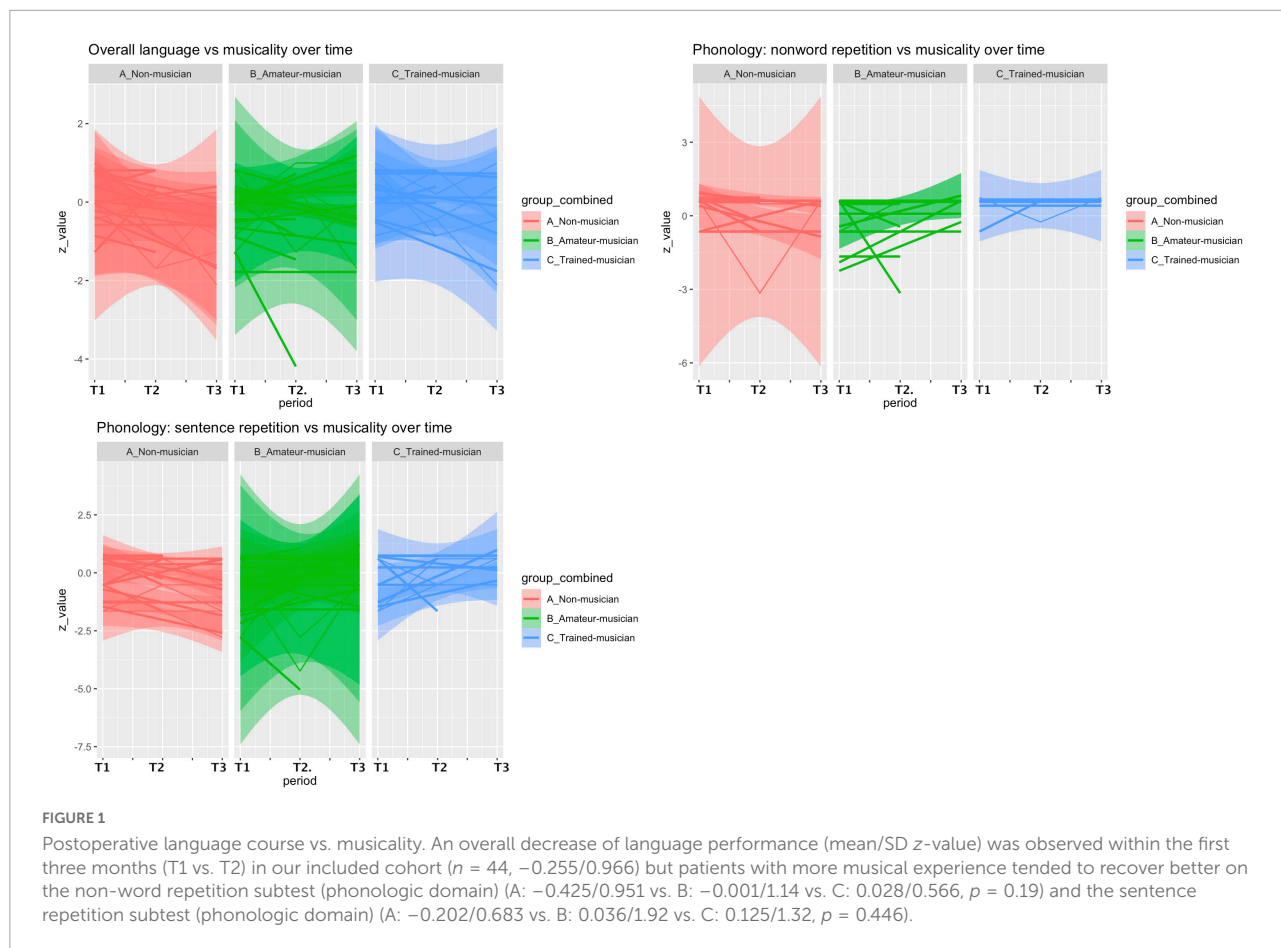 Overall language vs musicality over time
A_Non-musician B_Amateur-musician C_Trained-musician
2
0
-2
-4
z_value
T1 T2 T3 T1 T2. T3 T1 T2 T3
period
group_combined
A_Non-musician
B_Amateur-musician
C_Trained-musician
Phonology: nonword repetition vs musicality over time
A_Non-musician B_Amateur-musician C_Trained-musician
3
0
-3
-6
z_value
T1 T2 T3 T1 T2. T3 T1 T2 T3
period
group_combined
A_Non-musician
B_Amateur-musician
C_Trained-musician
Phonology: sentence repetition vs musicality over time
A_Non-musician B_Amateur-musician C_Trained-musician
2.5
0.0
-2.5
-5.0
-7.5
z_value
T1 T2 T3 T1 T2. T3 T1 T2 T3
period
group_combined
A_Non-musician
B_Amateur-musician
C_Trained-musician
FIGURE 1
Postoperative language course vs. musicality. An overall decrease of language performance (mean/SD z-value) was observed within the first
three months (T1 vs. T2) in our included cohort (n = 44, −0.255/0.966) but patients with more musical experience tended to recover better on
the non-word repetition subtest (phonologic domain) (A: −0.425/0.951 vs. B: −0.001/1.14 vs. C: 0.028/0.566, p = 0.19) and the sentence
repetition subtest (phonologic domain) (A: −0.202/0.683 vs. B: 0.036/1.92 vs. C: 0.125/1.32, p = 0.446).